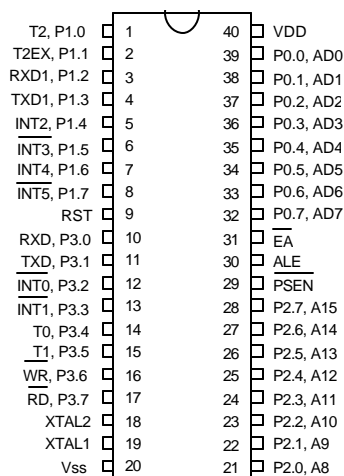 T2, P1.0 1 40 VDD
T2EX, P1.1 2 39 P0.0, AD0
RXD1, P1.2 3 38 P0.1, AD1
TXD1, P1.3 4 37 P0.2, AD2
INT2, P1.4 5 36 P0.3, AD3
INT3, P1.5 6 35 P0.4, AD4
INT4, P1.6 7 34 P0.5, AD5
INT5, P1.7 8 33 P0.6, AD6
RST 9 32 P0.7, AD7
RXD, P3.0 10 31 EA
TXD, P3.1 11 30 ALE
INT0, P3.2 12 29 PSEN
INT1, P3.3 13 28 P2.7, A15
T0, P3.4 14 27 P2.6, A14
T1, P3.5 15 26 P2.5, A13
WR, P3.6 16 25 P2.4, A12
RD, P3.7 17 24 P2.3, A11
XTAL2 18 23 P2.2, A10
XTAL1 19 22 P2.1, A9
Vss 20 21 P2.0, A8